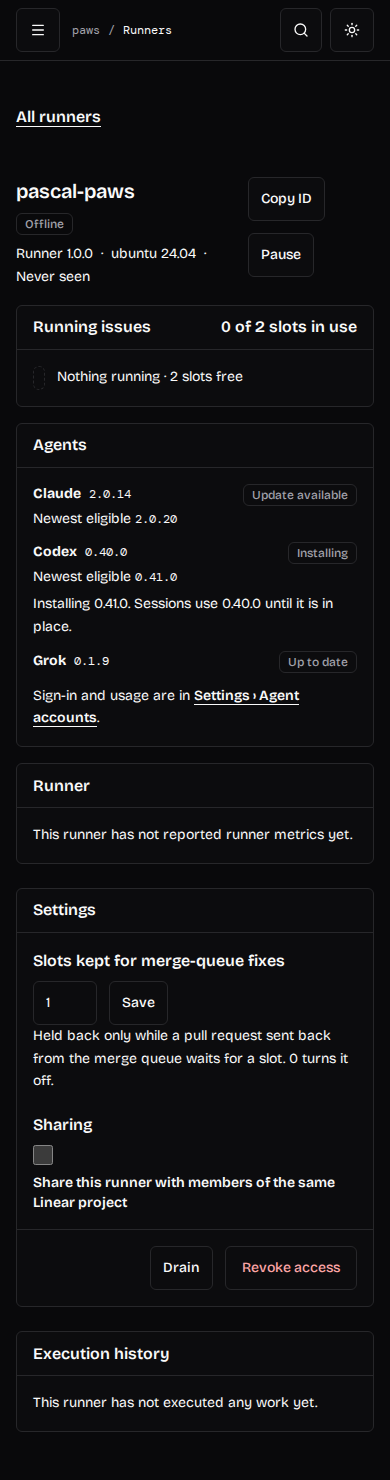 paws / Runners
All runners
pascal-paws
Copy ID
Offline
Runner 1.0.0 · ubuntu 24.04 ·
Never seen
Pause
Running issues
0 of 2 slots in use
Nothing running · 2 slots free
Agents
Claude 2.0.14
Update available
Newest eligible 2.0.20
Codex 0.40.0
Installing
Newest eligible 0.41.0
Installing 0.41.0. Sessions use 0.40.0 until it is in
place.
Grok 0.1.9
Up to date
Sign-in and usage are in Settings › Agent
accounts.
Runner
This runner has not reported runner metrics yet.
Settings
Slots kept for merge-queue fixes
1
Save
Held back only while a pull request sent back
from the merge queue waits for a slot. 0 turns it
off.
Sharing
Share this runner with members of the same
Linear project
Drain
Revoke access
Execution history
This runner has not executed any work yet.